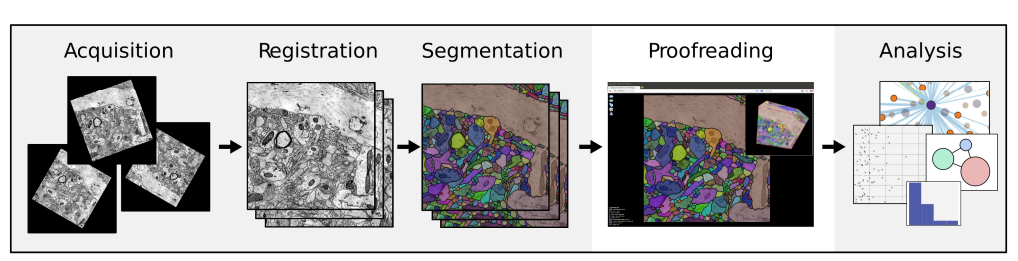 Acquisition
Registration
Segmentation
Proofreading
Analysis